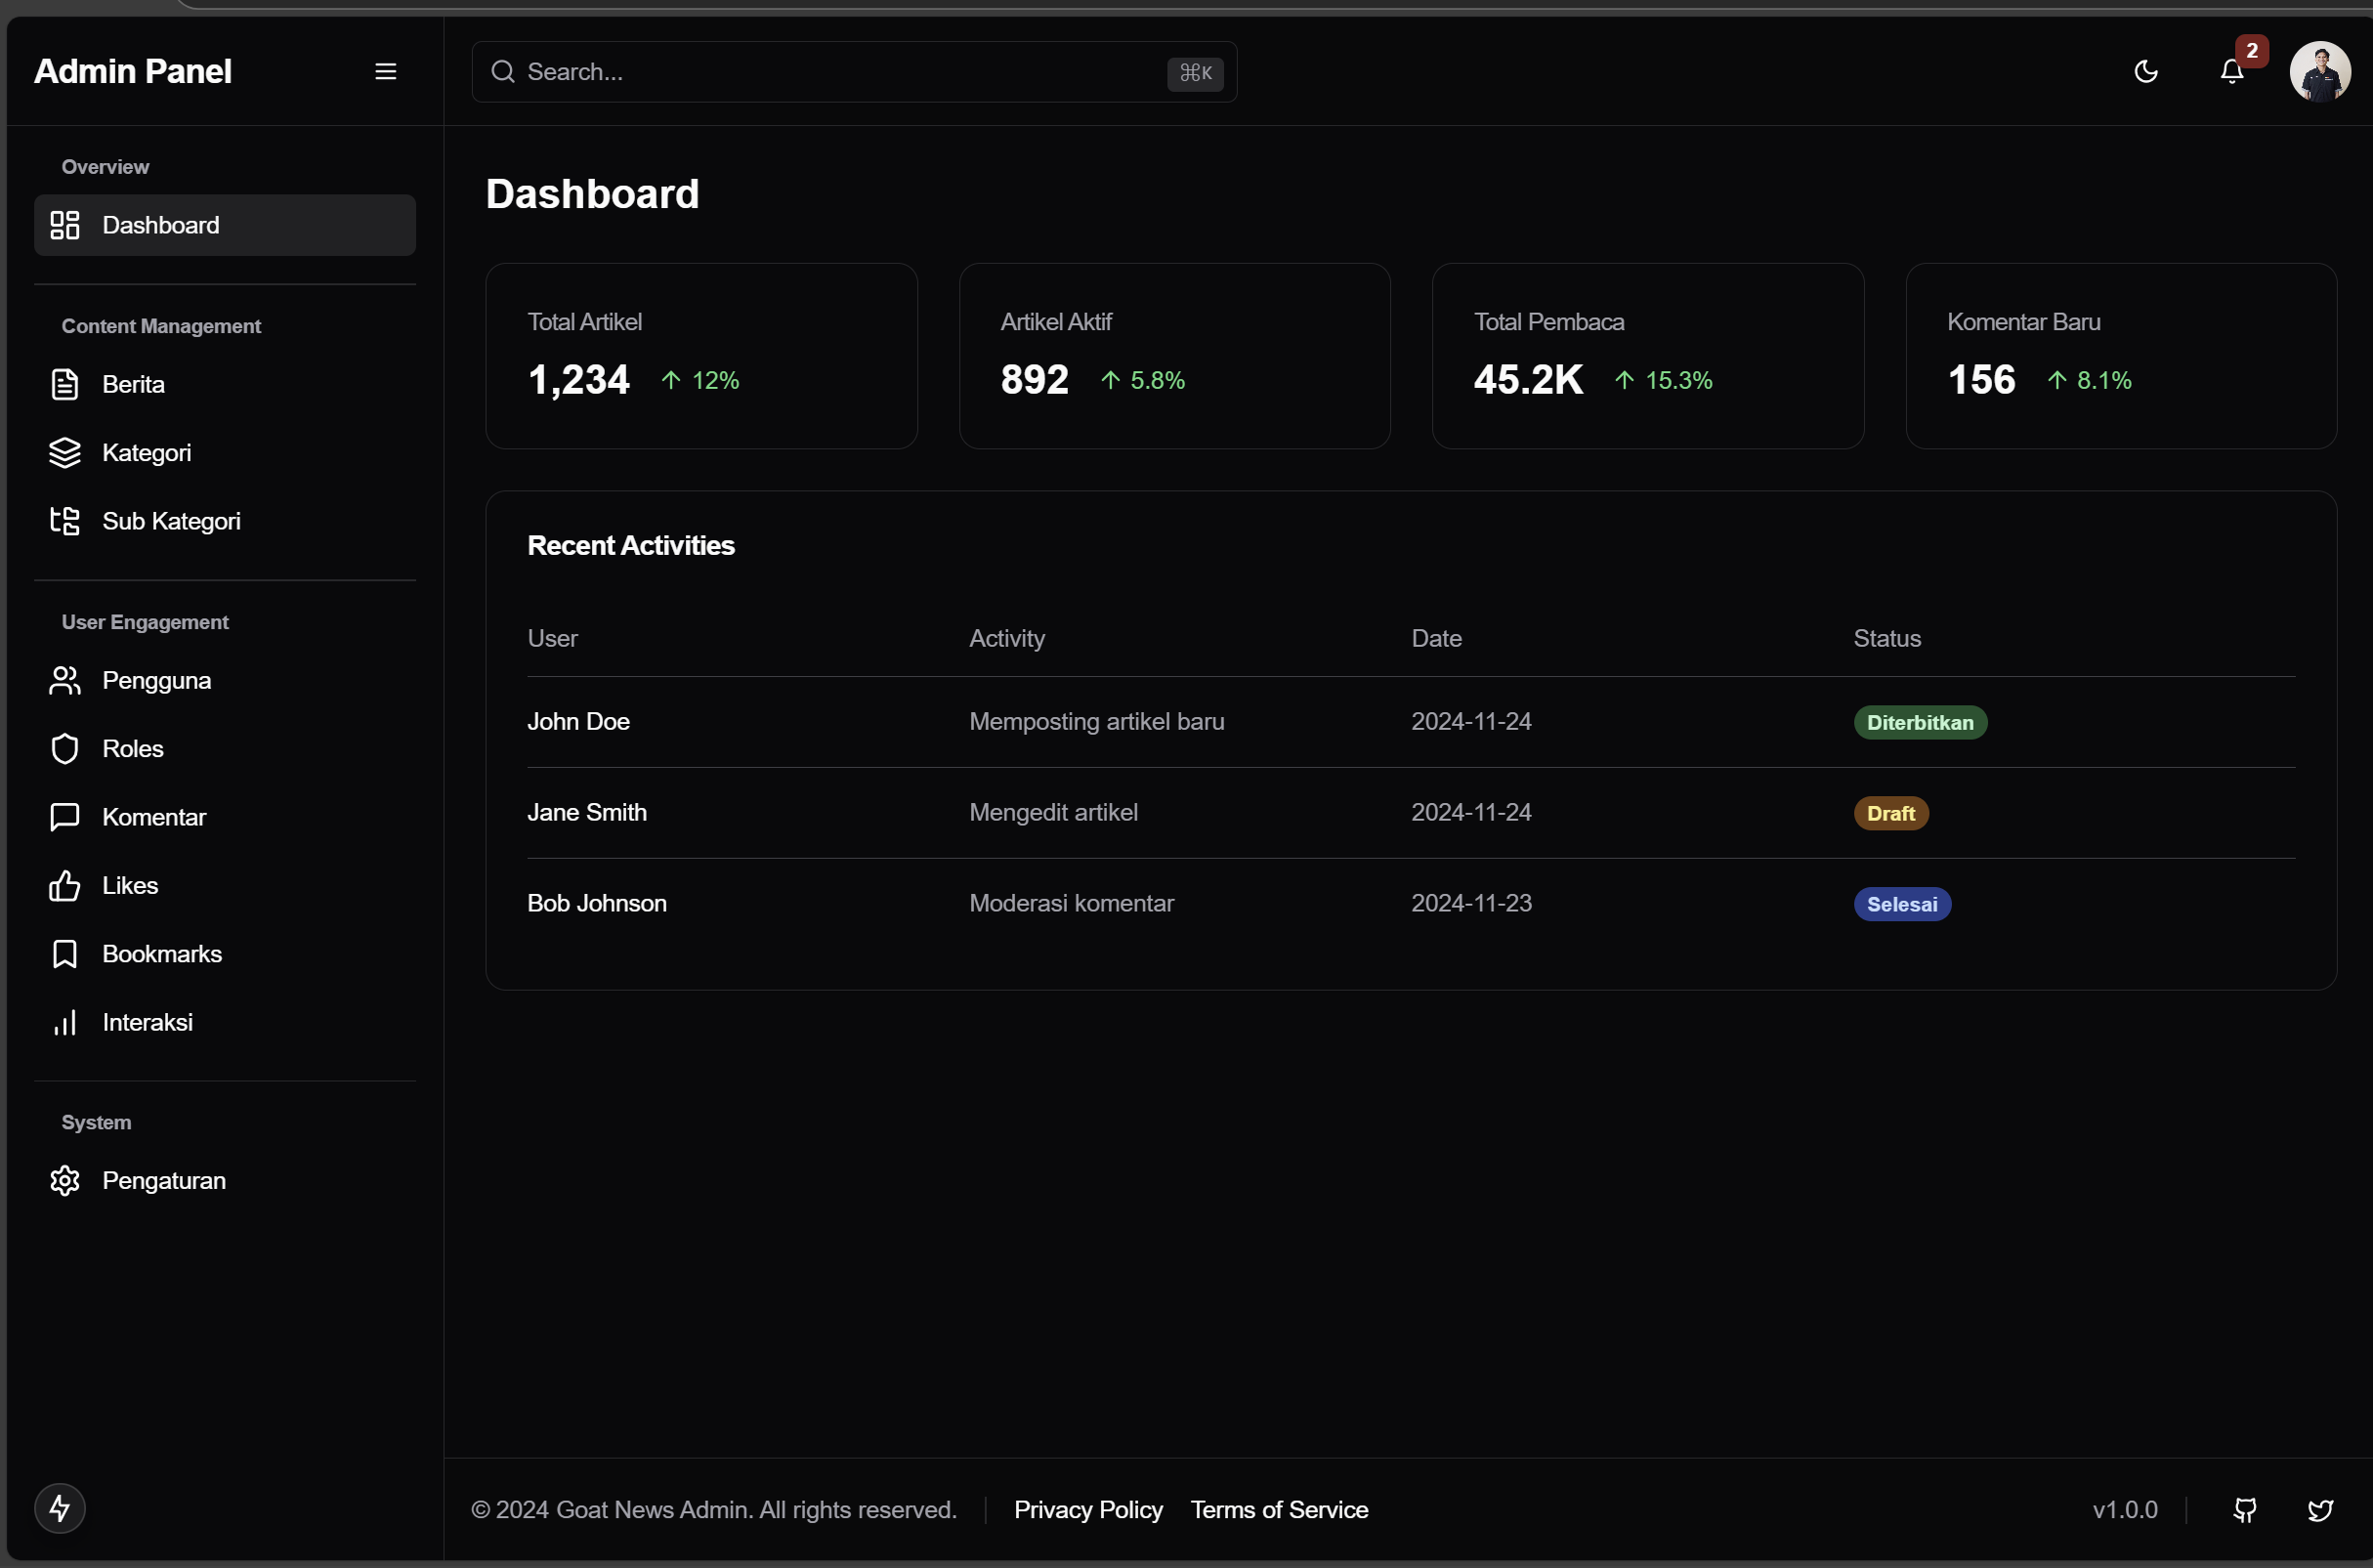 Admin Panel
Search...
⌘K
2
Overview
Dashboard
Content Management
Berita
Kategori
Sub Kategori
User Engagement
Pengguna
Roles
Komentar
Likes
Bookmarks
Interaksi
System
Pengaturan
Dashboard
Total Artikel
1,234 ↑ 12%
Artikel Aktif
892 ↑ 5.8%
Total Pembaca
45.2K ↑ 15.3%
Komentar Baru
156 ↑ 8.1%
Recent Activities
User Activity Date Status
John Doe Memposting artikel baru 2024-11-24 Diterbitkan
Jane Smith Mengedit artikel 2024-11-24 Draft
Bob Johnson Moderasi komentar 2024-11-23 Selesai
© 2024 Goat News Admin. All rights reserved. Privacy Policy Terms of Service v1.0.0